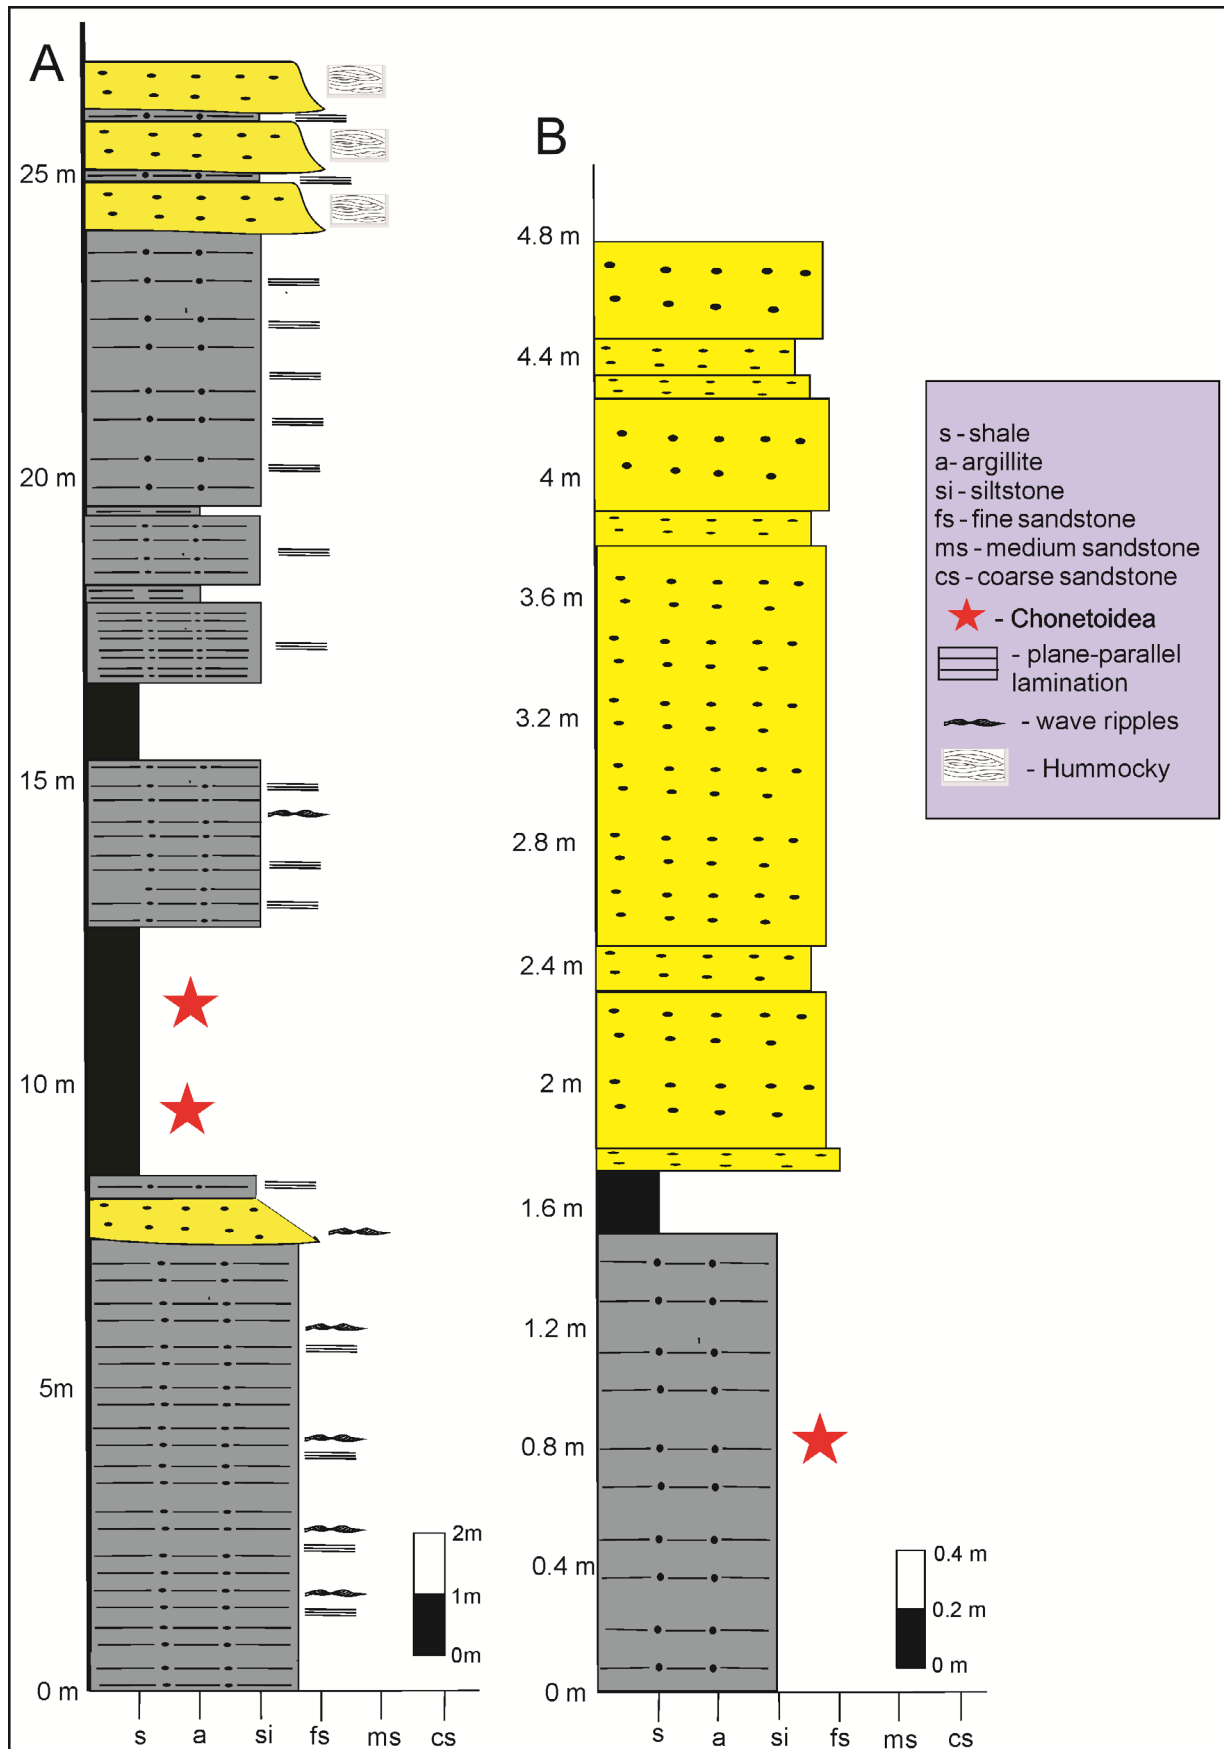 A
25 m
20 m
15 m
10 m
5m
0 m
s a si fs ms cs
2m
1m
0m
B
4.8 m
4.4 m
4 m
3.6 m
3.2 m
2.8 m
2.4 m
2 m
1.6 m
1.2 m
0.8 m
0.4 m
0 m
s a si fs ms cs
0.4 m
0.2 m
0 m
s - shale
a- argillite
si - siltstone
fs - fine sandstone
ms - medium sandstone
cs - coarse sandstone
- Chonetoidea
- plane-parallel
lamination
- wave ripples
- Hummocky